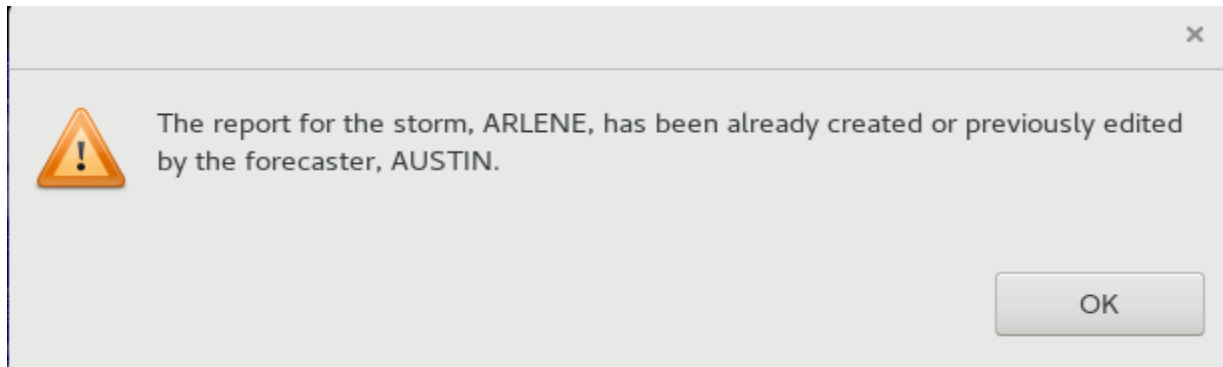 The report for the storm, ARLENE, has been already created or previously edited
by the forecaster, AUSTIN.
OK